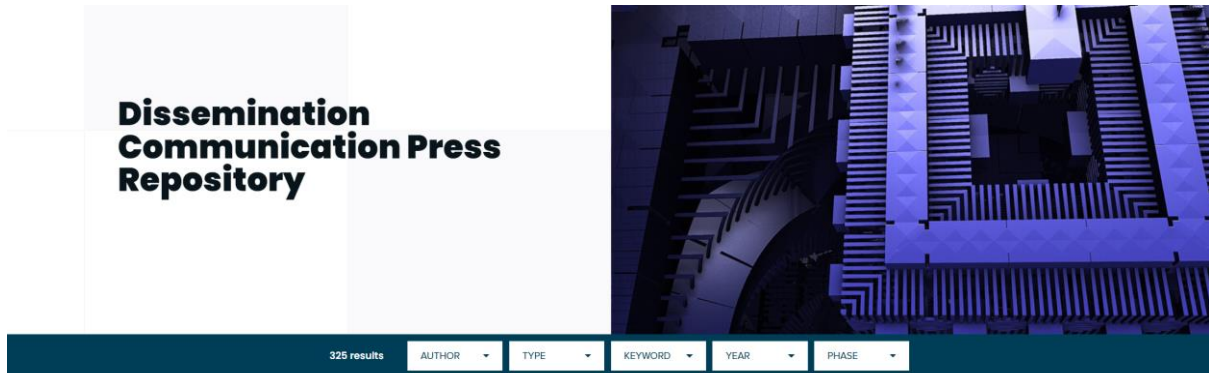 Dissemination
Communication Press
Repository
325 results AUTHOR TYPE KEYWORD YEAR PHASE